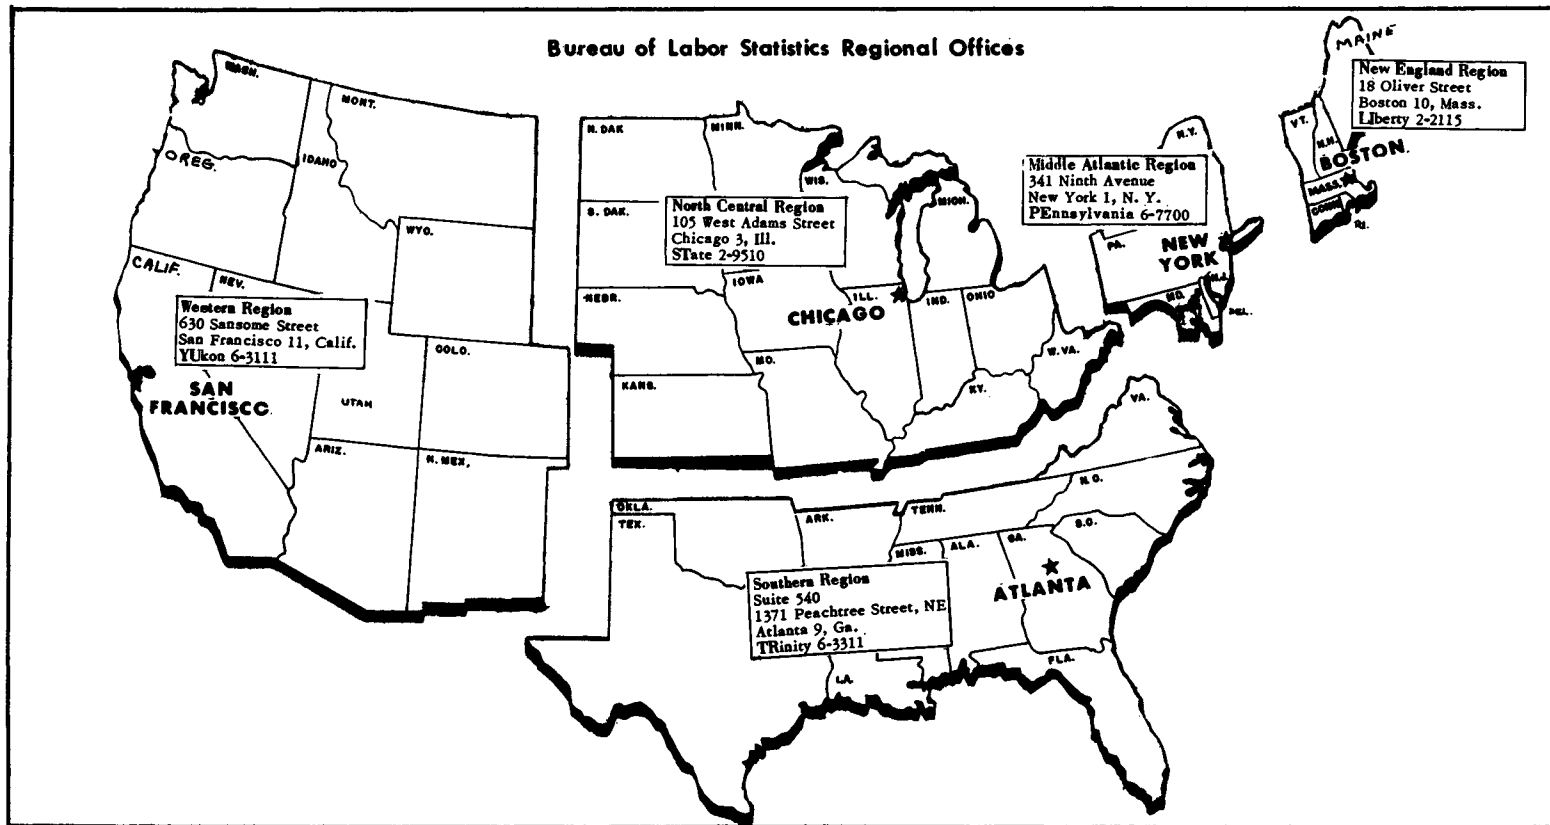 Bureau of Labor Statistics Regional Offices
MAINE
New England Region
18 Oliver Street
Boston 10, Mass.
LIberty 2-2115
VT.
N.H.
BOSTON
MASS.
CONN.
R.I.
N.Y.
Middle Atlantic Region
341 Ninth Avenue
New York 1, N. Y.
PEnnsylvania 6-7700
PA.
NEW
YORK
N.J.
MD.
DEL.
WASH.
MONT.
OREG.
IDAHO
WYO.
CALIF.
NEV.
Western Region
630 Sansome Street
San Francisco 11, Calif.
YUkon 6-3111
SAN
FRANCISCO
UTAH
COLO.
ARIZ.
N. MEX.
N. DAK
MINN.
WIS.
MICH.
S. DAK.
North Central Region
105 West Adams Street
Chicago 3, Ill.
STate 2-9510
IOWA
NEBR.
ILL.
IND.
OHIO
CHICAGO
MO.
W. VA.
KANS.
KY.
VA.
OKLA.
TEX.
ARK.
TENN.
N.C.
S.C.
MISS.
ALA.
GA.
Southern Region
Suite 540
1371 Peachtree Street, NE
Atlanta 9, Ga.
TRinity 6-3311
ATLANTA
FLA.
LA.